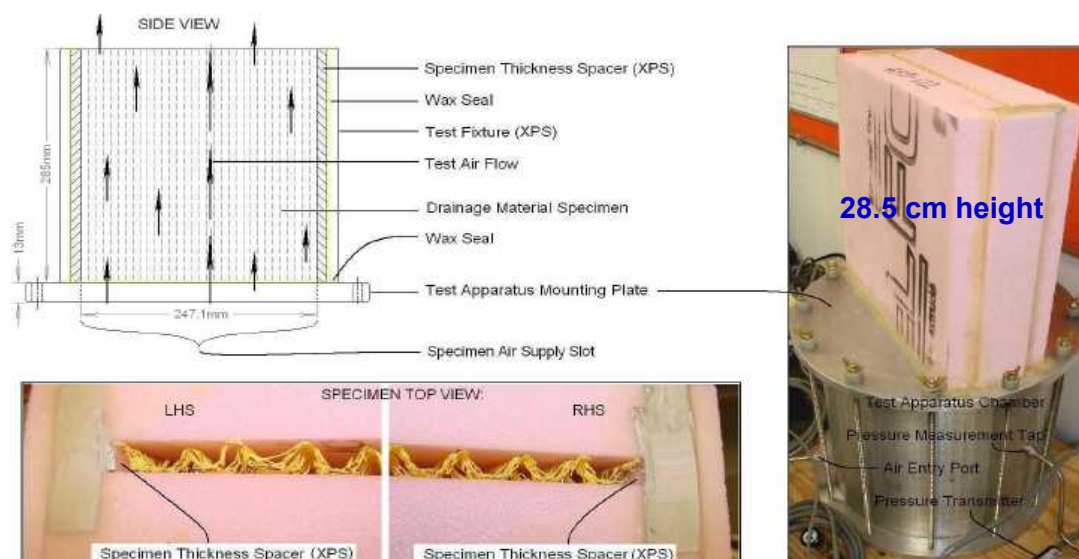 SIDE VIEW
Specimen Thickness Spacer (XPS)
Wax Seal
Test Fixture (XPS)
Test Air Flow
Drainage Material Specimen
Wax Seal
Test Apparatus Mounting Plate
Specimen Air Supply Slot
285mm
13mm
247.1mm
SPECIMEN TOP VIEW:
LHS
RHS
Specimen Thickness Spacer (XPS)
Specimen Thickness Spacer (XPS)
28.5 cm height
Test Apparatus Chamber
Pressure Measurement Tap
Air Entry Port
Pressure Transmitter